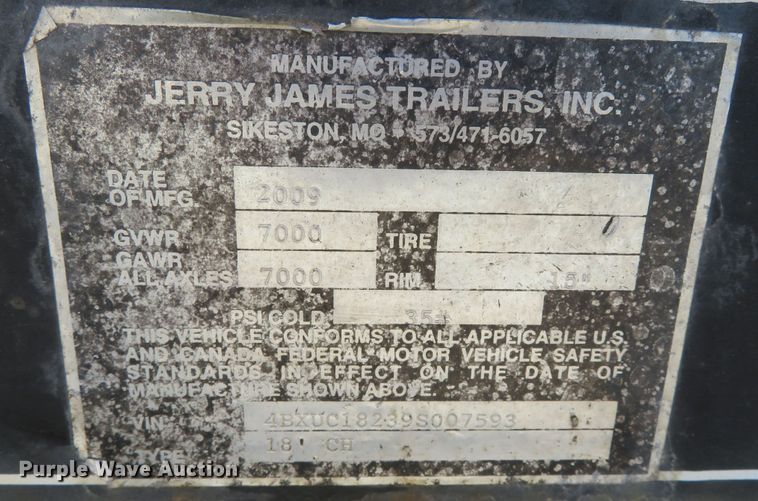 MANUFACTURED BY
JERRY JAMES TRAILERS, INC.
SIKESTON, MO • 573/471-6057
DATE
OF MFG. 2009
GVWR 7000 TIRE
GAWR
ALL AXLES 7000 RIM 15"
PSI COLD 35#
THIS VEHICLE CONFORMS TO ALL APPLICABLE U.S.
AND CANADA FEDERAL MOTOR VEHICLE SAFETY
STANDARDS IN EFFECT ON THE DATE OF
MANUFACTURE SHOWN ABOVE.
VIN 4BXUC18239S007593
TYPE 18' CH
Purple Wave Auction